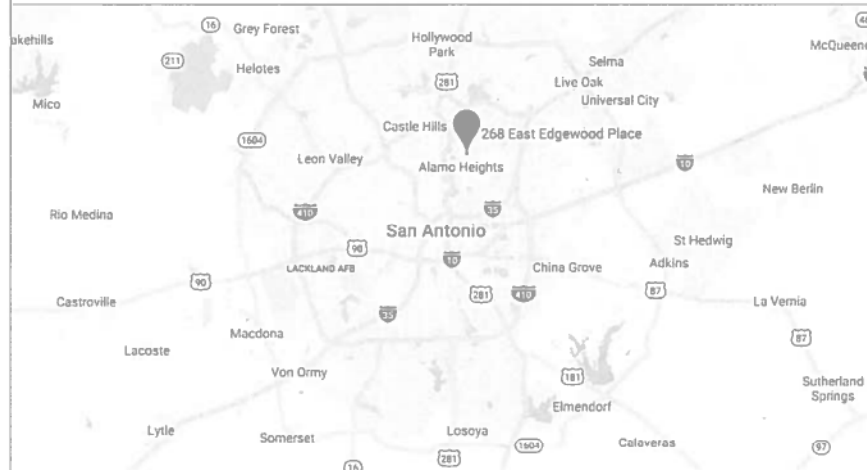 16
Grey Forest
Hollywood
Park
akehills
McQueene
211
Helotes
281
Selma
Live Oak
Universal City
Mico
Castle Hills
268 East Edgewood Place
1604
Leon Valley
Alamo Heights
10
New Berlin
Rio Medina
410
35
San Antonio
90
St Hedwig
LACKLAND AFB
10
China Grove
Adkins
90
281
410
87
Castroville
La Vernia
35
Macdona
87
Lacoste
Von Ormy
181
Sutherland
Springs
Elmendorf
Lytle
Somerset
Losoya
1604
Calaveras
97
16
281